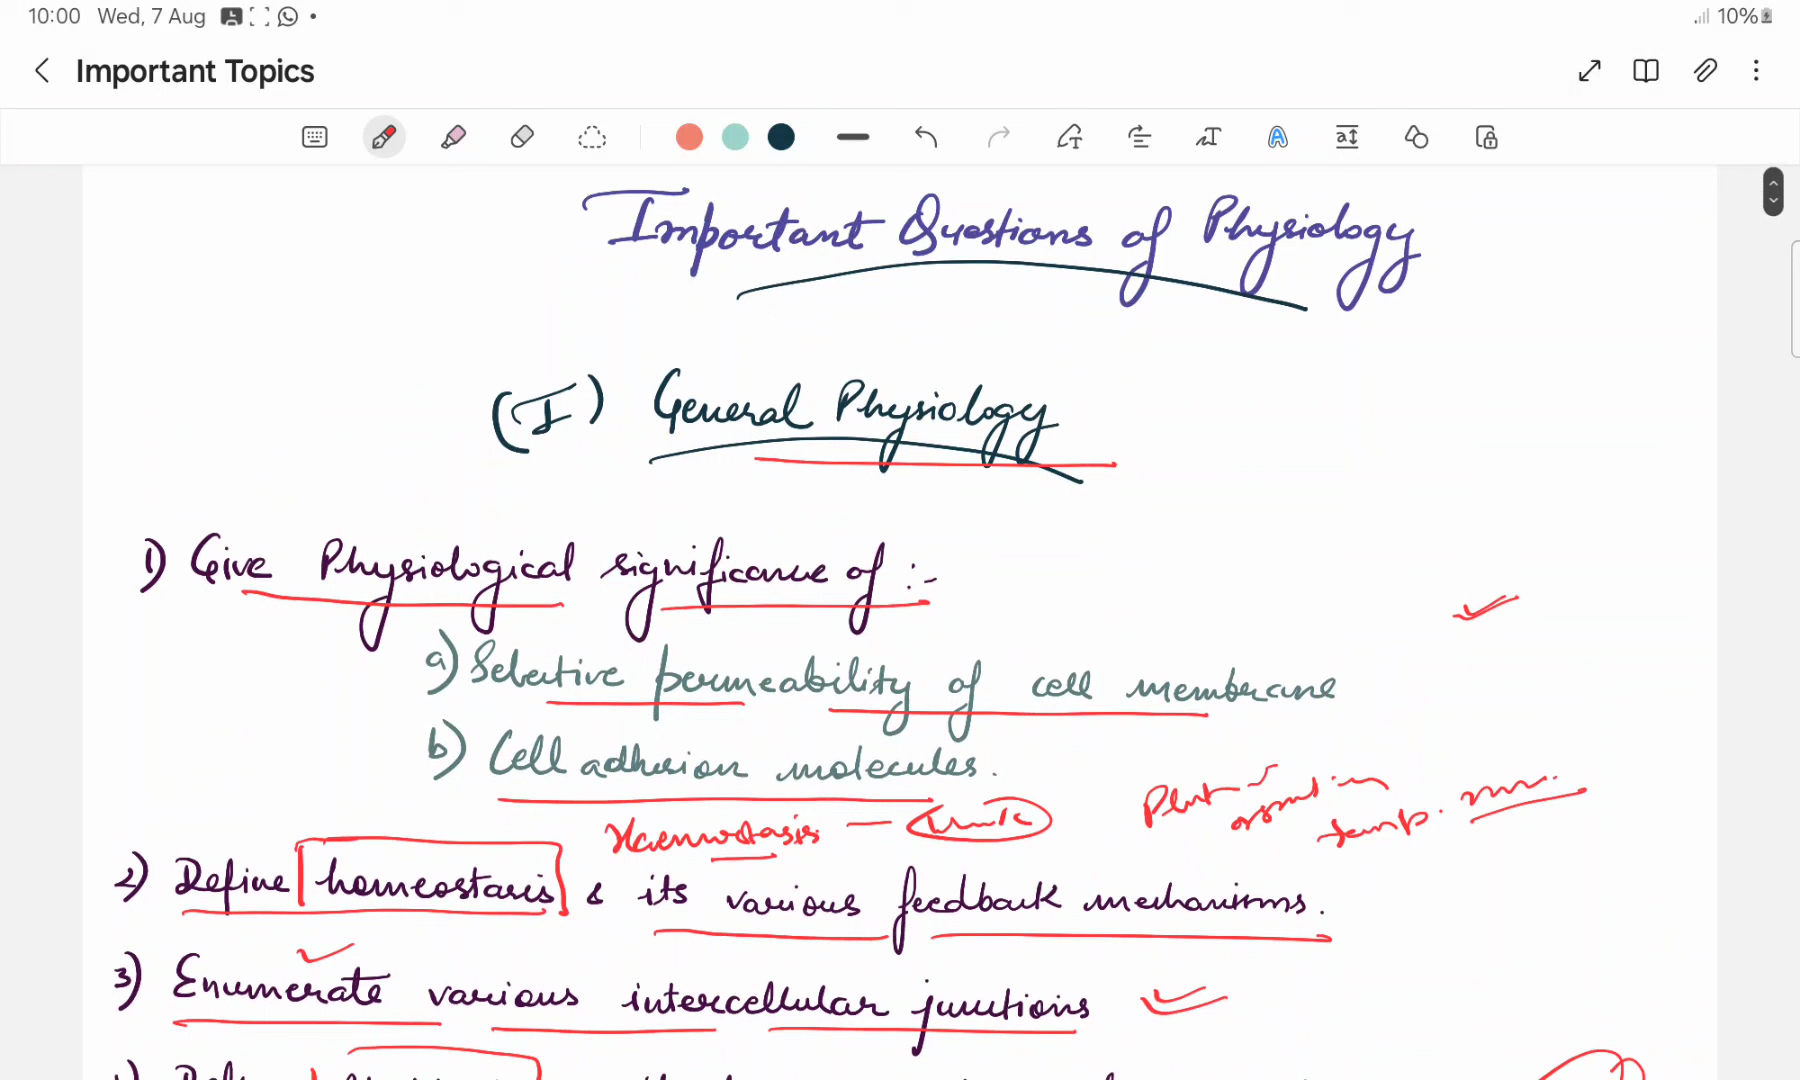 10:00 Wed, 7 Aug
10%
Important Topics
Important Questions of Physiology
(I) General Physiology
1) Give Physiological significance of :-
a) Selective permeability of cell membrane
b) Cell adhesion molecules.
Haemostasis —
temp.
2) Define homeostasis & its various feedback mechanisms.
3) Enumerate various intercellular junctions